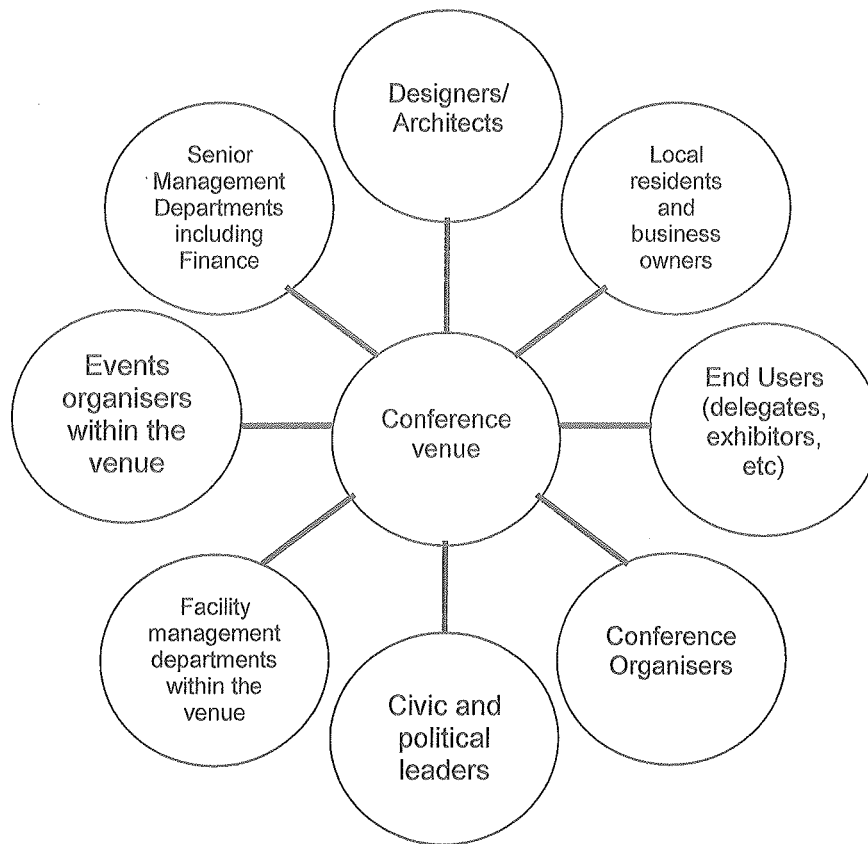 Designers/
Architects
Senior
Management
Departments
including
Finance
Local
residents
and
business
owners
Events
organisers
within the
venue
Conference
venue
End Users
(delegates,
exhibitors,
etc)
Facility
management
departments
within the
venue
Civic and
political
leaders
Conference
Organisers